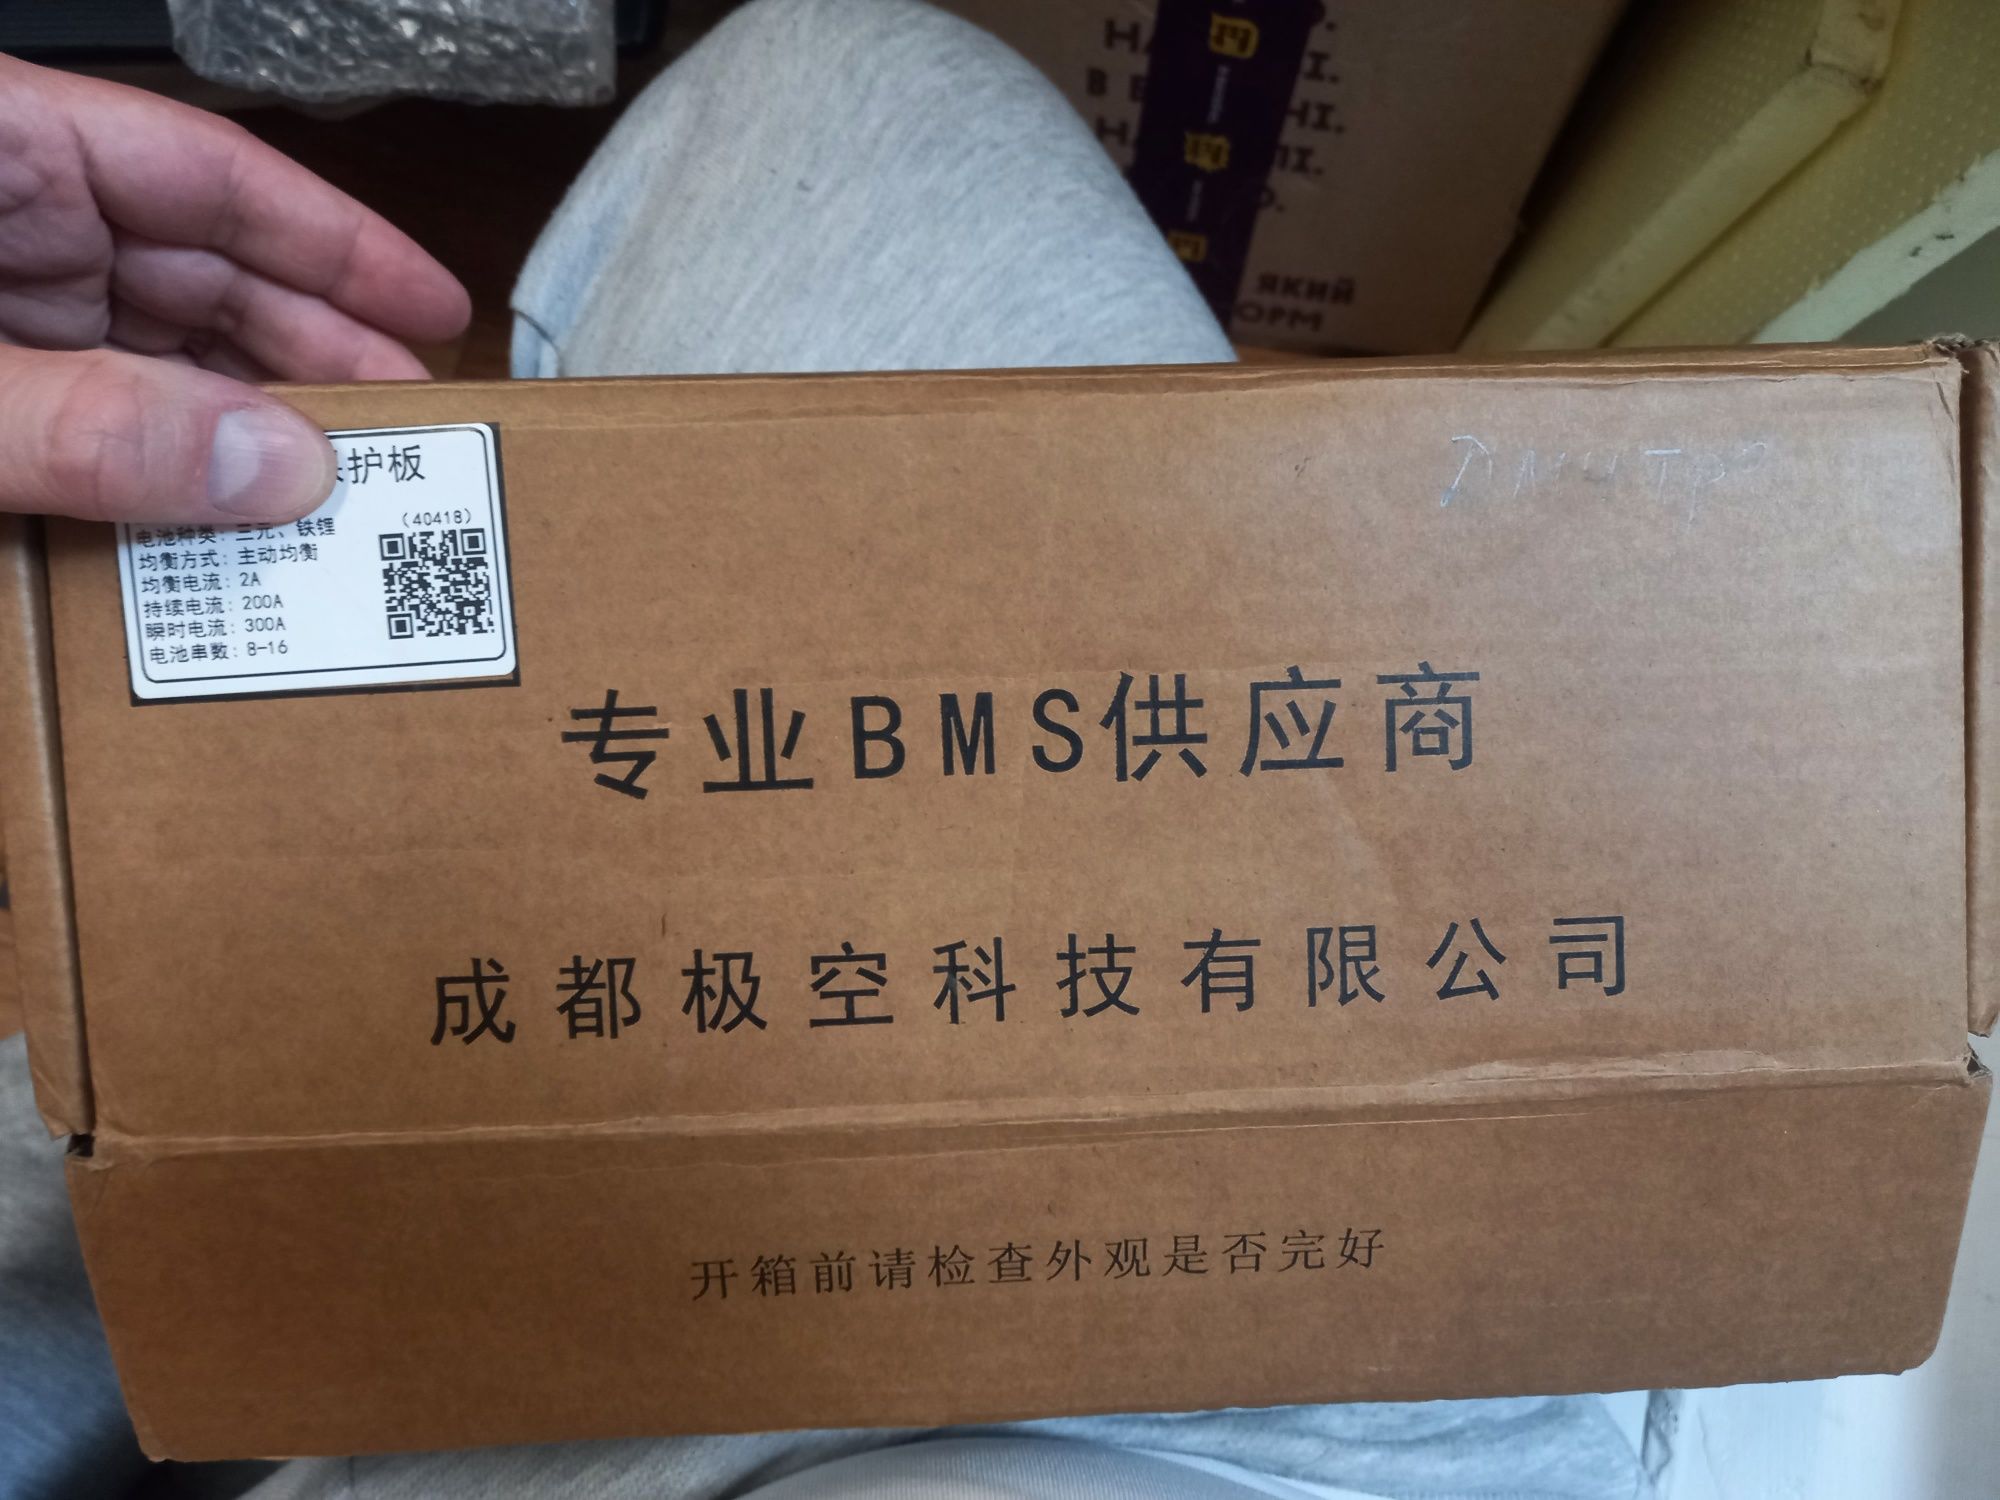 护板
(40418)
电池种类: 三元、铁锂
均衡方式: 主动均衡
均衡电流: 2A
持续电流: 200A
瞬时电流: 300A
电池串数: 8-16
专业BMS供应商
成都极空科技有限公司
开箱前请检查外观是否完好
ЯКИЙ